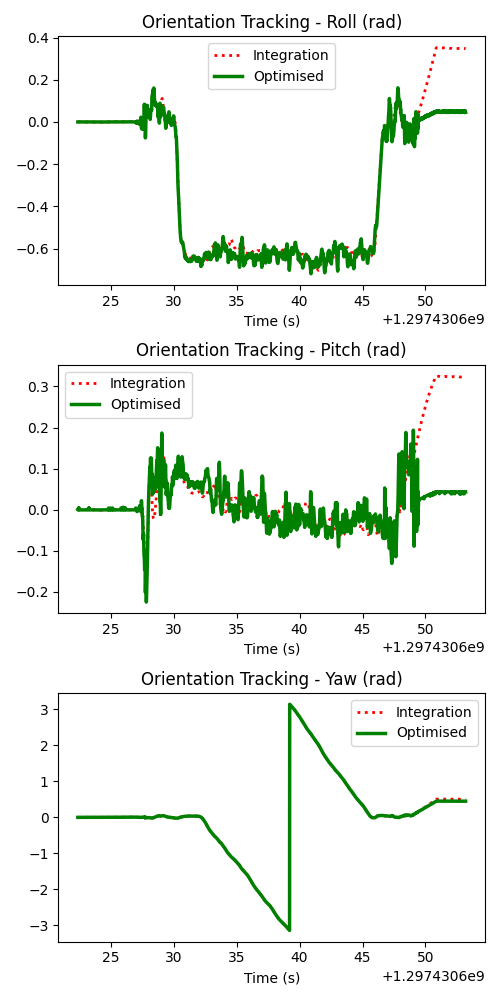 Orientation Tracking - Roll (rad)
0.4
0.2
0.0
−0.2
−0.4
−0.6
Integration
Optimised
25
30
35
40
45
50
Time (s)
+1.2974306e9
Orientation Tracking - Pitch (rad)
0.3
0.2
0.1
0.0
−0.1
−0.2
Integration
Optimised
25
30
35
40
45
50
Time (s)
+1.2974306e9
Orientation Tracking - Yaw (rad)
3
2
1
0
−1
−2
−3
Integration
Optimised
25
30
35
40
45
50
Time (s)
+1.2974306e9